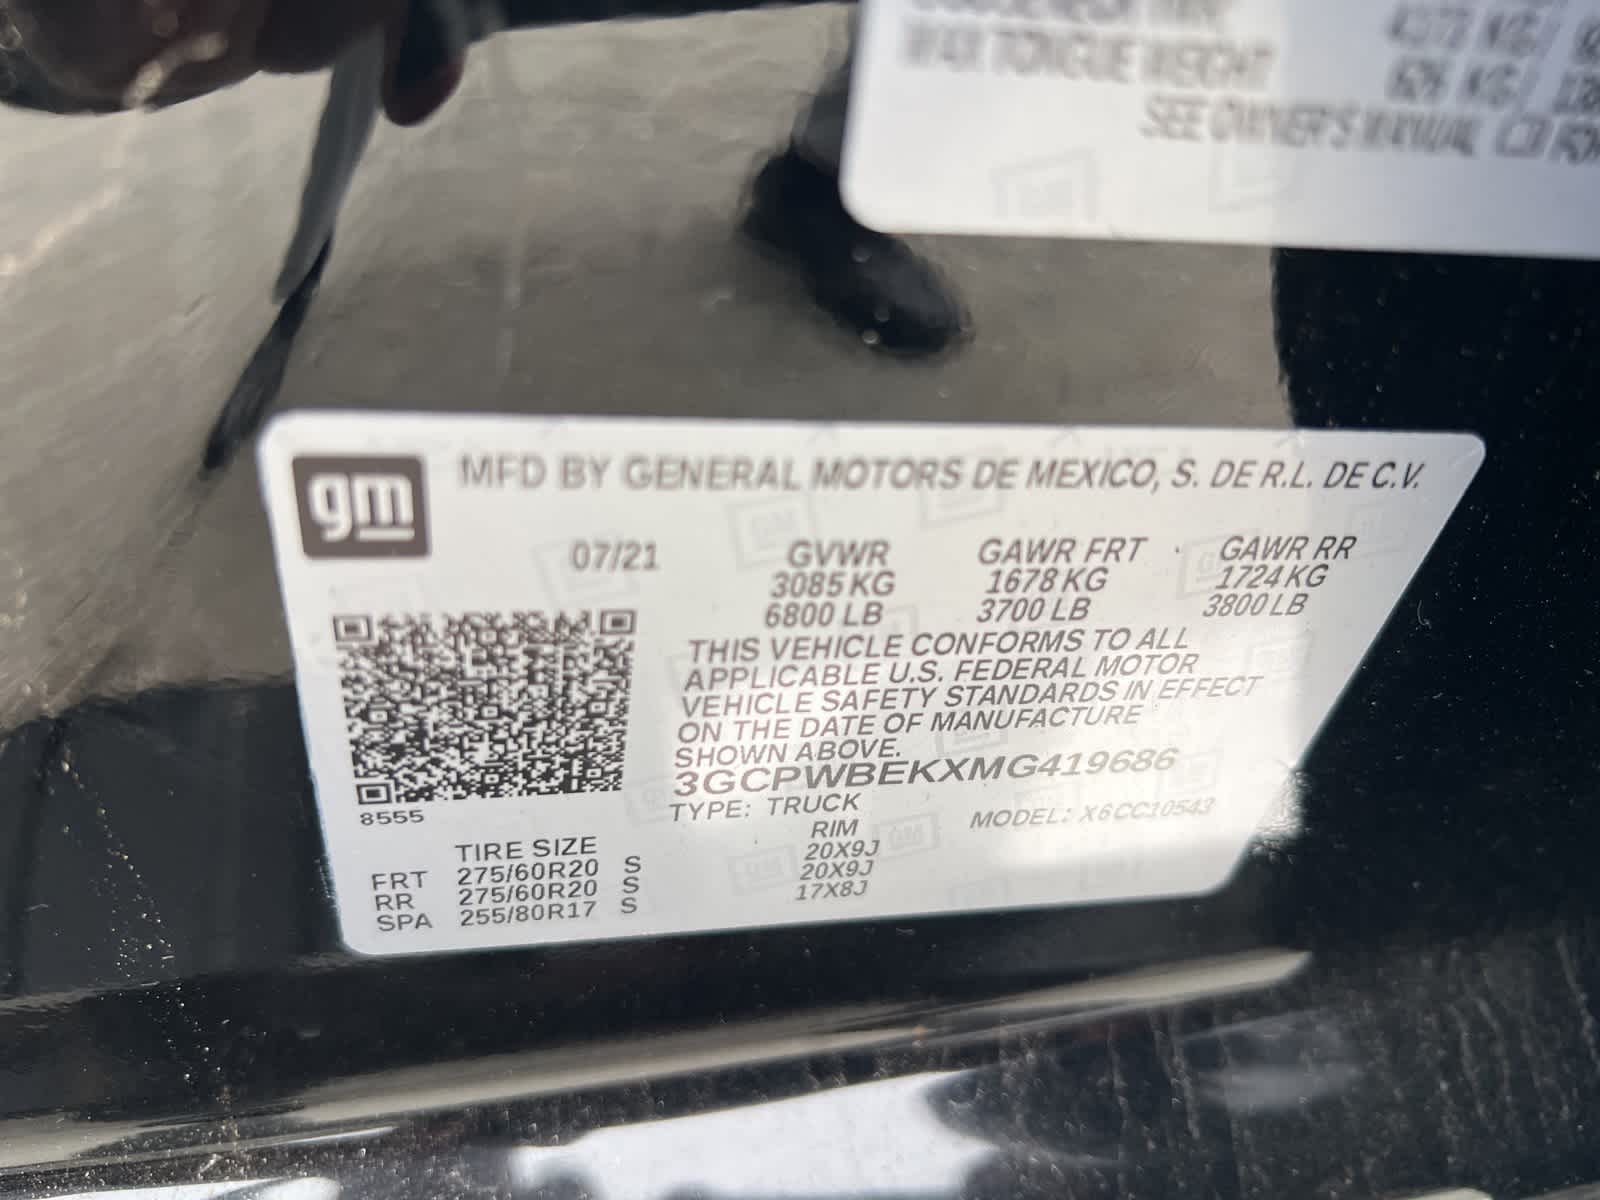 MAX TONGUE WEIGHT
SEE OWNER'S MANUAL
gm
MFD BY GENERAL MOTORS DE MEXICO, S. DE R.L. DE C.V.
07/21 GVWR GAWR FRT GAWR RR
3085 KG 1678 KG 1724 KG
6800 LB 3700 LB 3800 LB
THIS VEHICLE CONFORMS TO ALL
APPLICABLE U.S. FEDERAL MOTOR
VEHICLE SAFETY STANDARDS IN EFFECT
ON THE DATE OF MANUFACTURE
SHOWN ABOVE.
3GCPWBEKXMG419686
TYPE: TRUCK MODEL: X6CC10543
8555
TIRE SIZE RIM
FRT 275/60R20 S 20X9J
RR 275/60R20 S 20X9J
SPA 255/80R17 S 17X8J